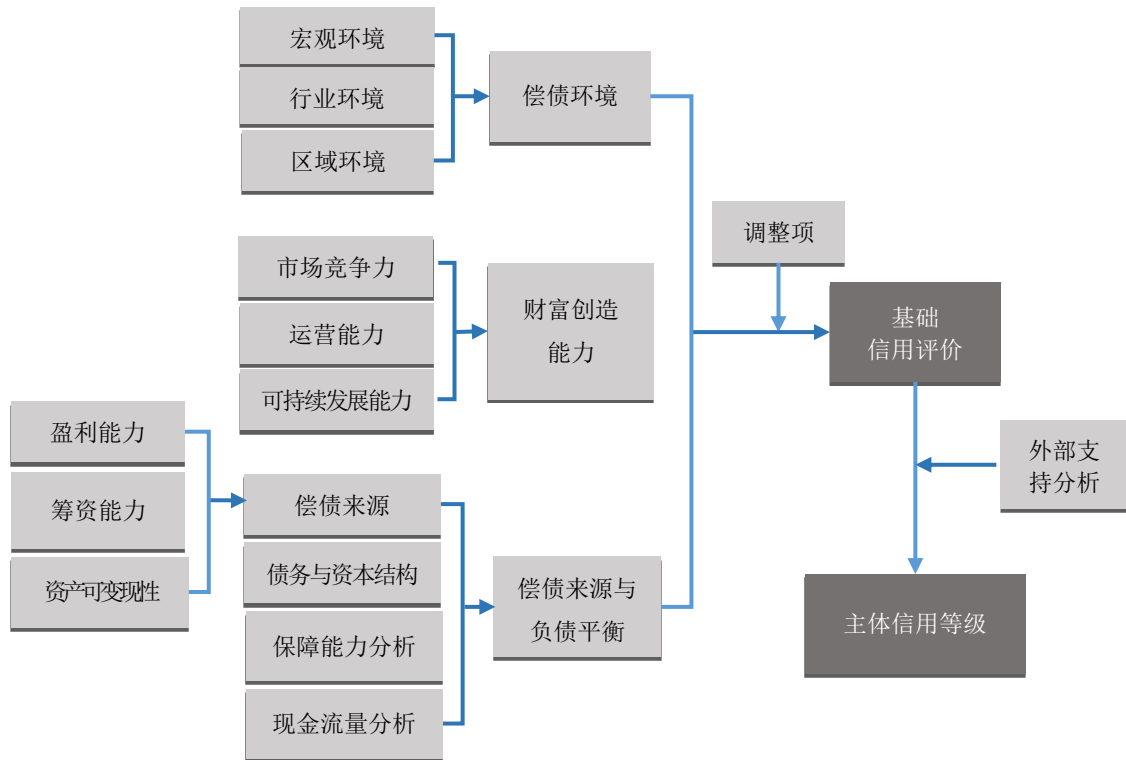 宏观环境
行业环境
区域环境
偿债环境
市场竞争力
运营能力
可持续发展能力
财富创造
能力
盈利能力
筹资能力
资产可变现性
偿债来源
债务与资本结构
保障能力分析
现金流量分析
偿债来源与
负债平衡
调整项
基础
信用评价
外部支
持分析
主体信用等级